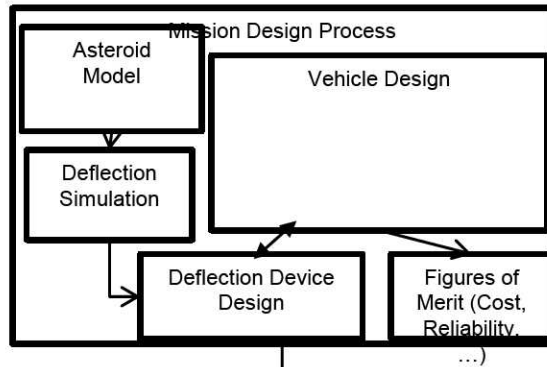 Mission Design Process
Asteroid
Model
Vehicle Design
Deflection
Simulation
Deflection Device
Design
Figures of
Merit (Cost,
Reliability,
…)